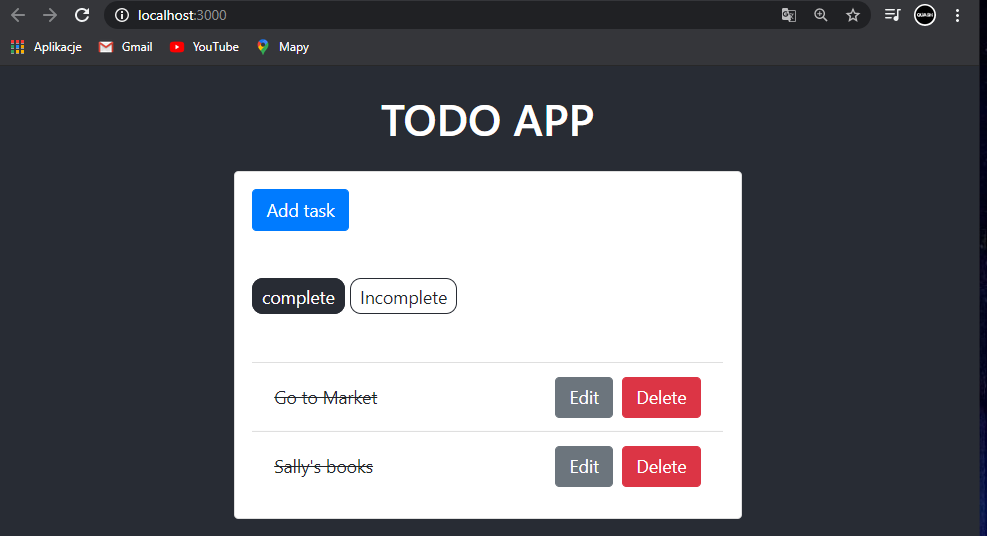 localhost:3000
QUASH
Aplikacje Gmail YouTube Mapy
TODO APP
Add task
complete Incomplete
Go to Market Edit Delete
Sally's books Edit Delete